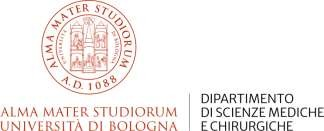 ALMA MATER STUDIORUM
A.D. 1088
ALMA MATER STUDIORUM
UNIVERSITÀ DI BOLOGNA
DIPARTIMENTO
DI SCIENZE MEDICHE
E CHIRURGICHE